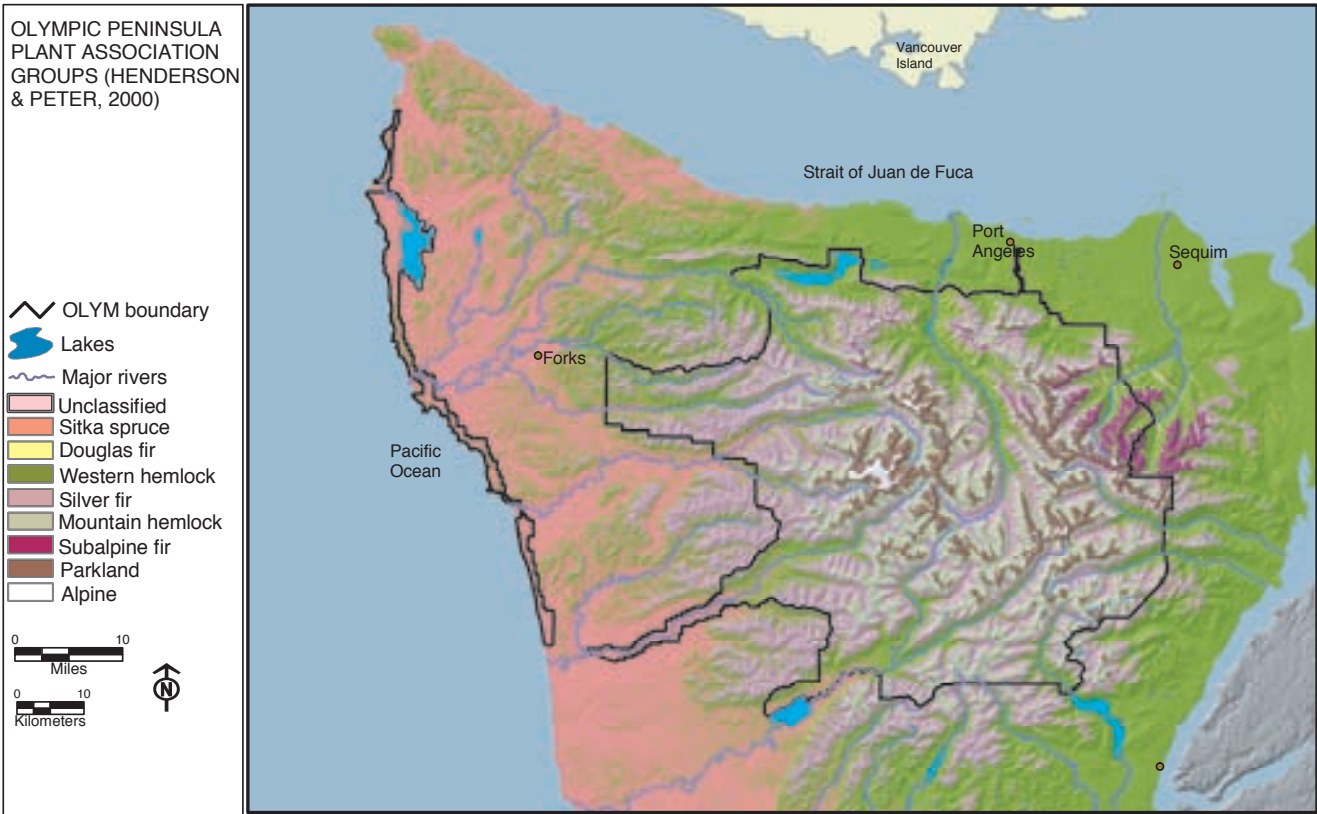 OLYMPIC PENINSULA
PLANT ASSOCIATION
GROUPS (HENDERSON
& PETER, 2000)
OLYM boundary
Lakes
Major rivers
Unclassified
Sitka spruce
Douglas fir
Western hemlock
Silver fir
Mountain hemlock
Subalpine fir
Parkland
Alpine
0 10
Miles
0 10
Kilometers
N
Vancouver
Island
Strait of Juan de Fuca
Port
Angeles
Sequim
Forks
Pacific
Ocean